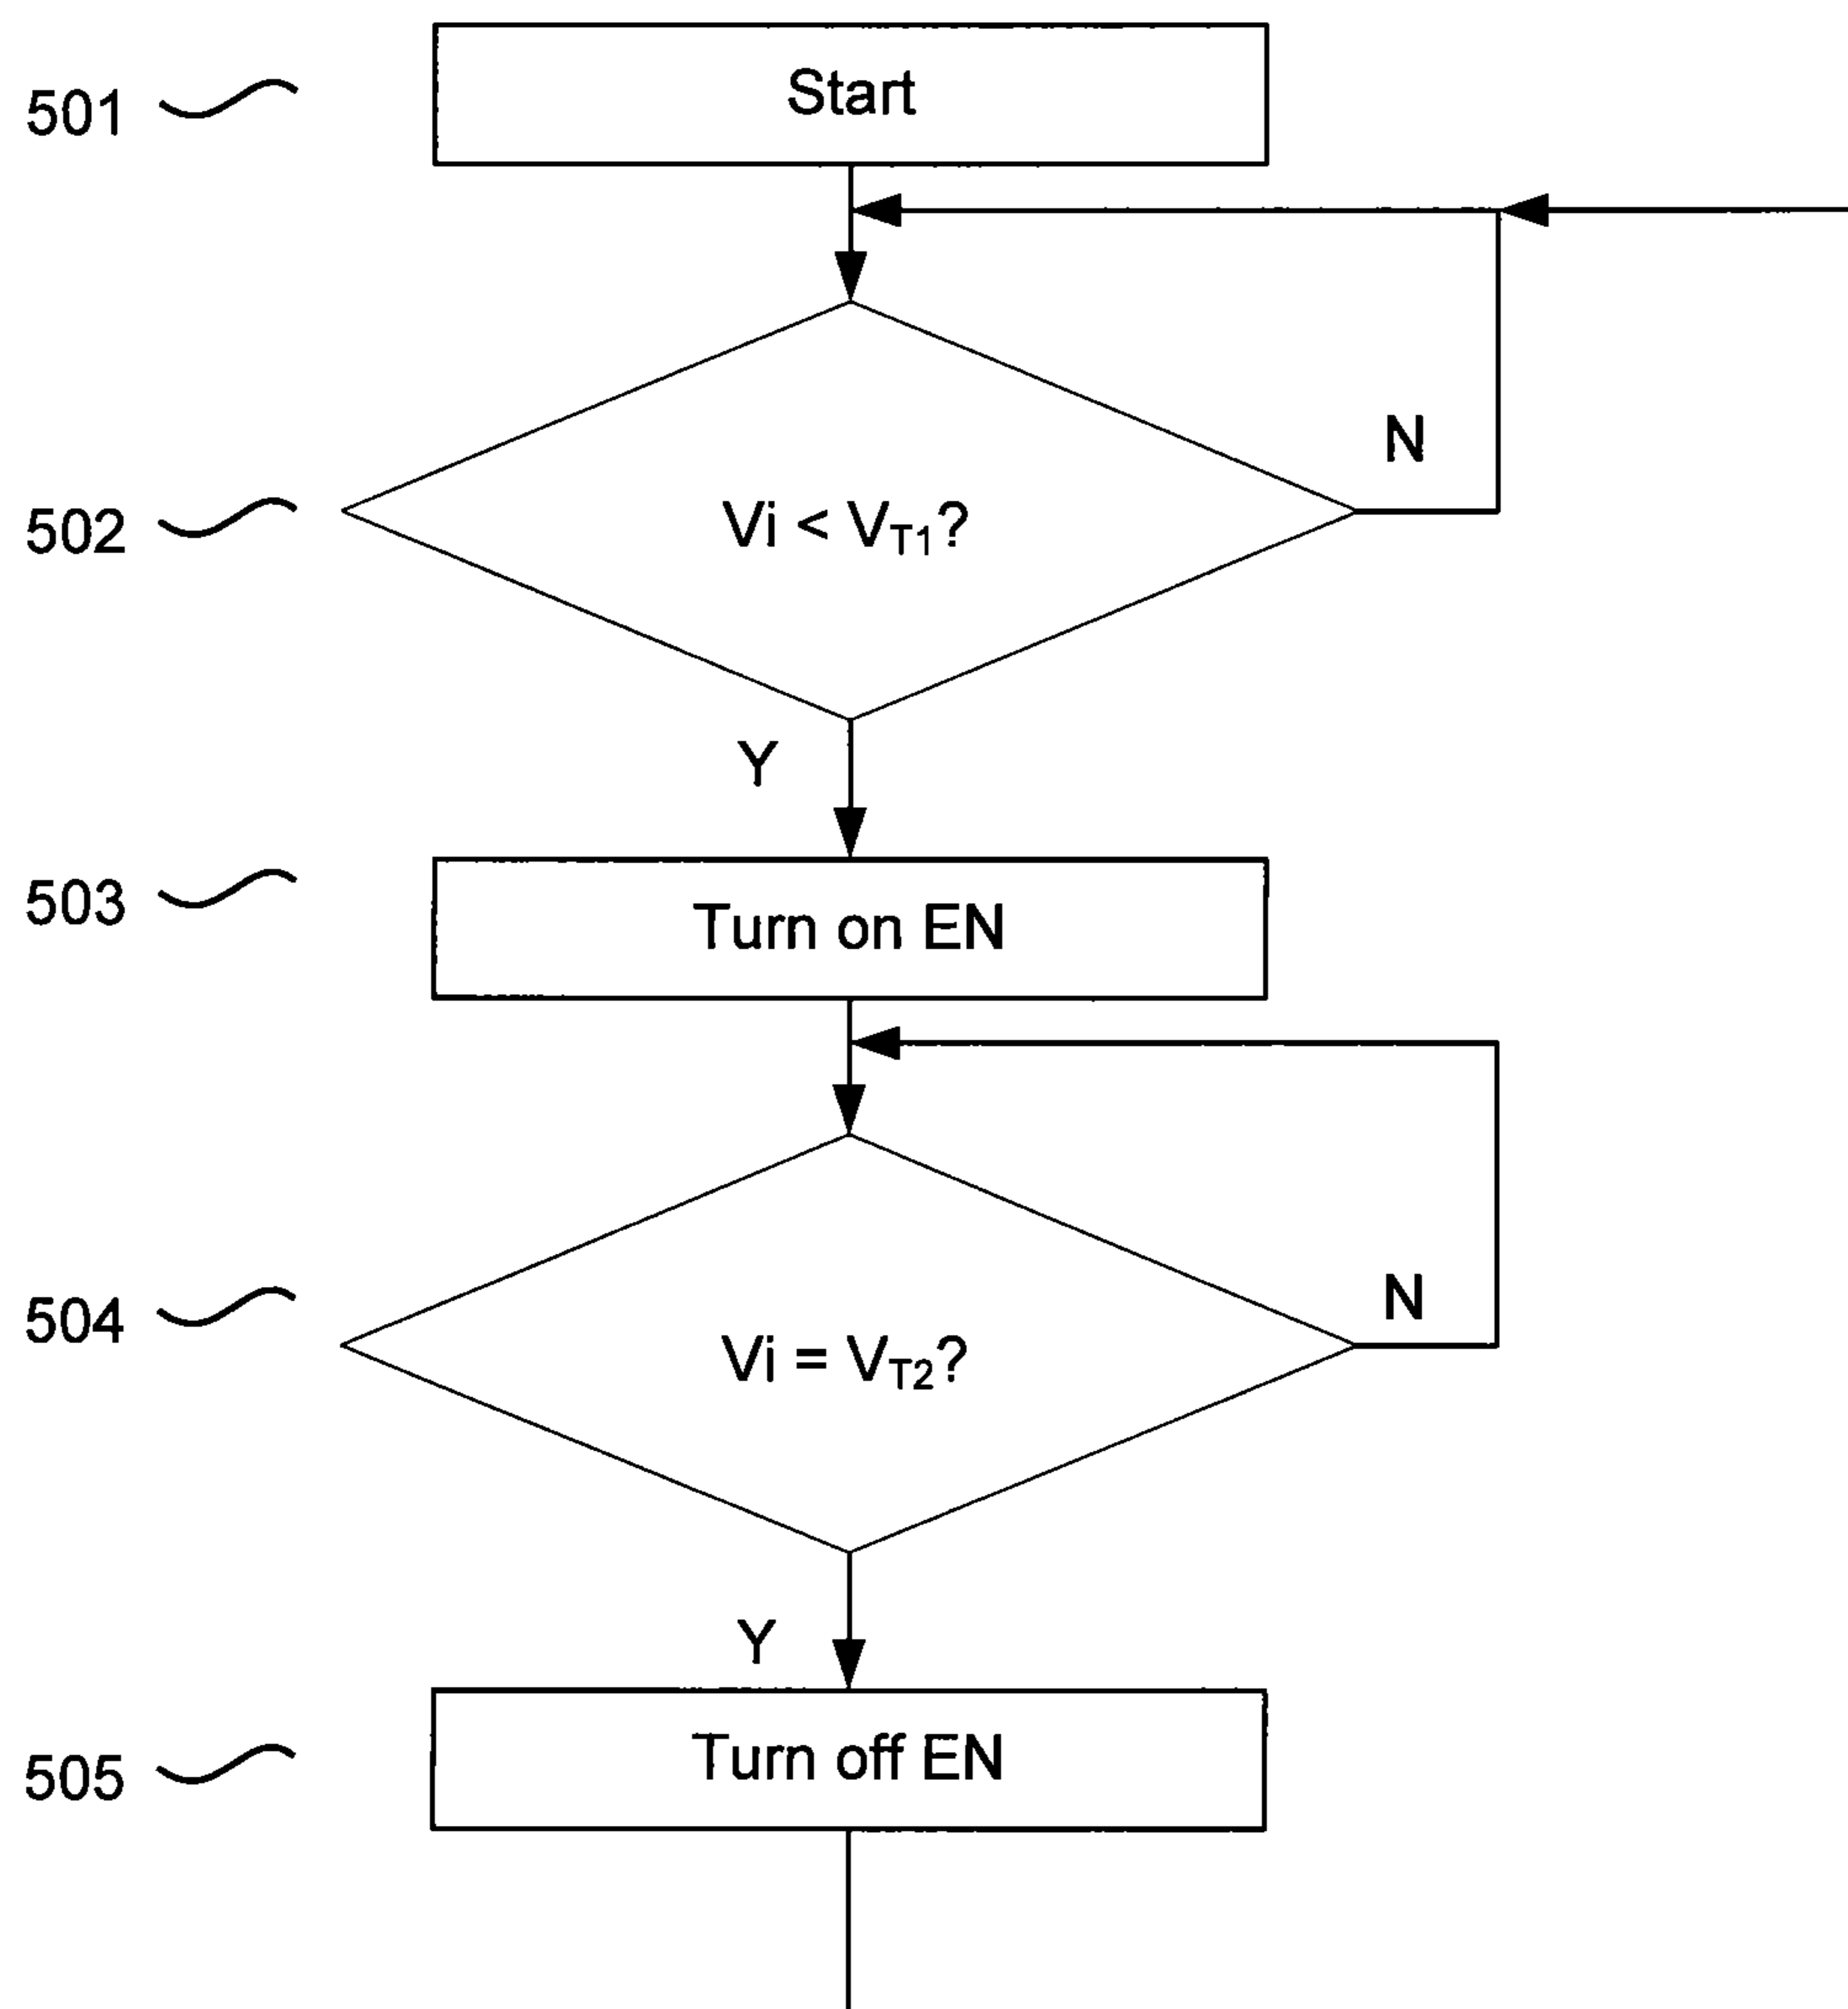 501
Start
N
502
Vi < VT1?
Y
503
Turn on EN
N
504
Vi = VT2?
Y
505
Turn off EN